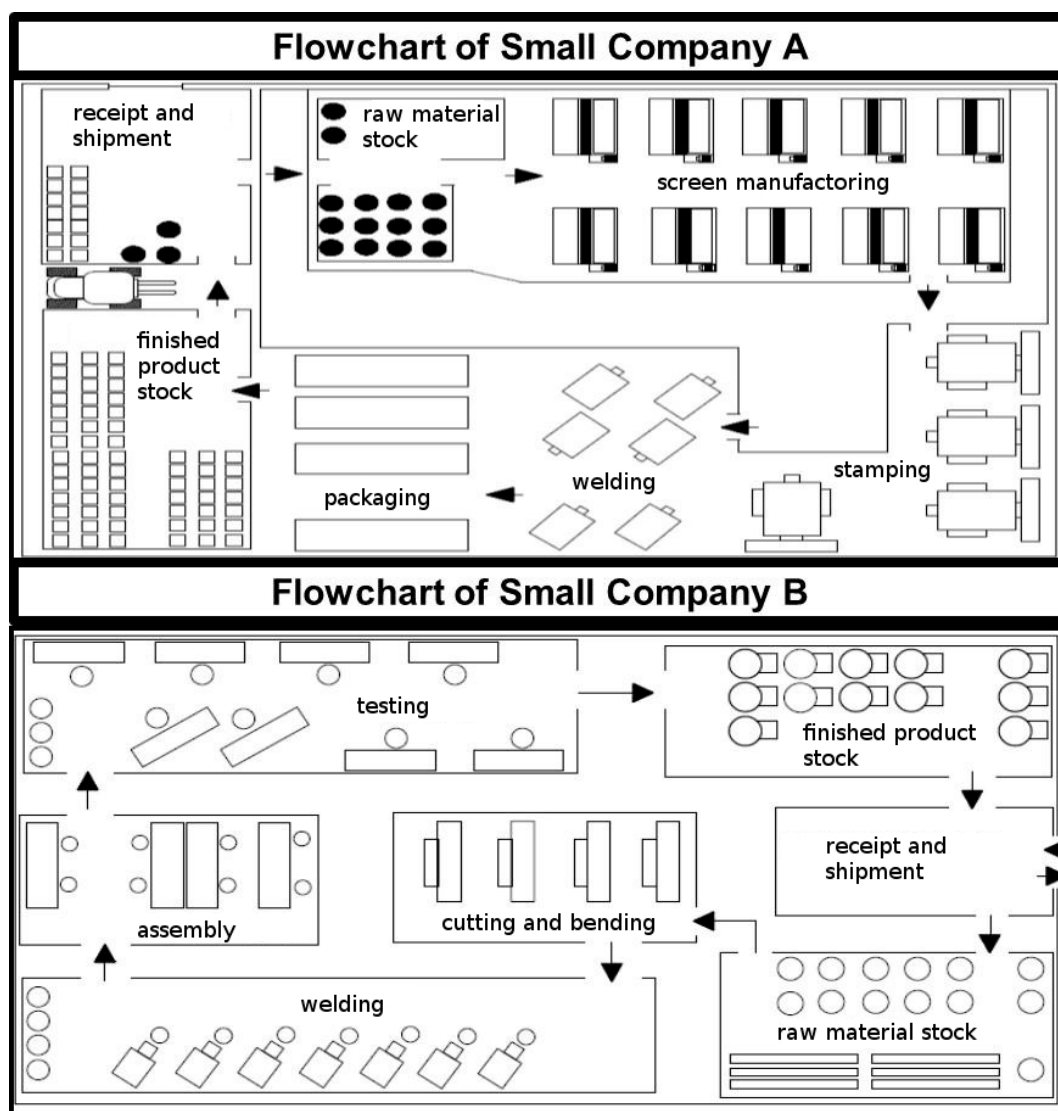 Flowchart of Small Company A
receipt and
shipment
raw material
stock
screen manufactoring
finished
product
stock
stamping
welding
packaging
Flowchart of Small Company B
testing
finished product
stock
receipt and
shipment
cutting and bending
assembly
welding
raw material stock